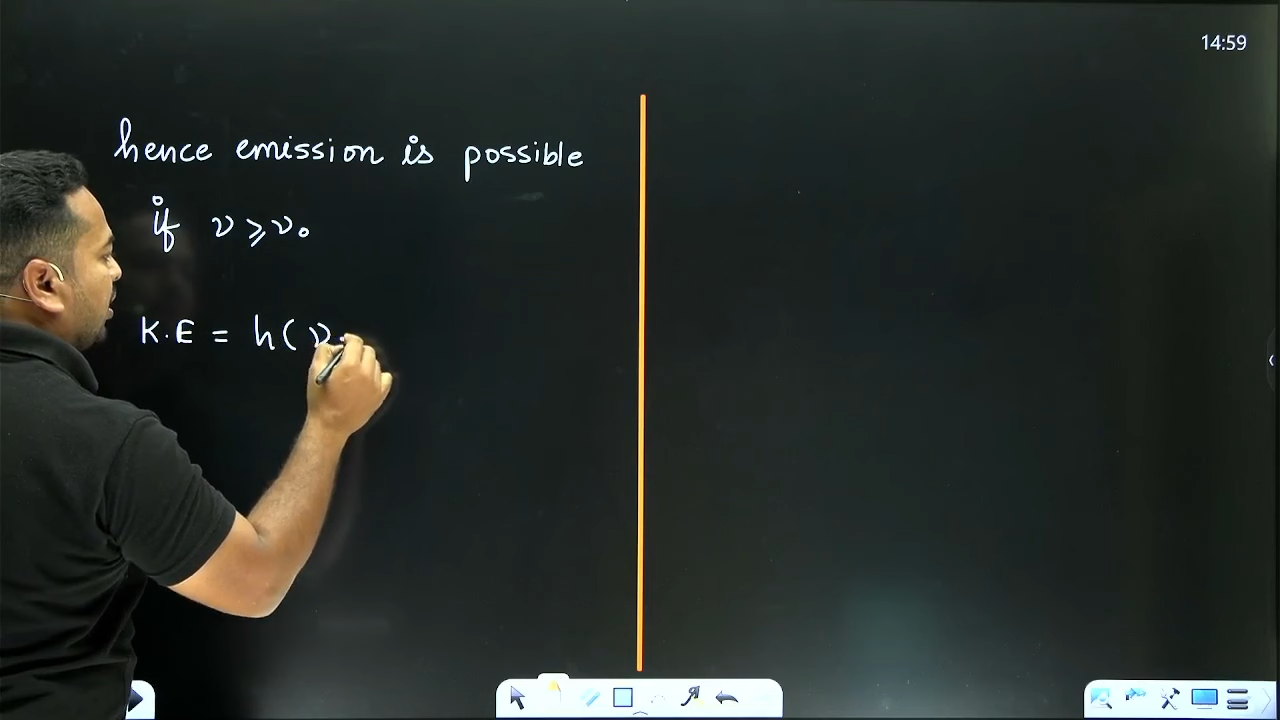 14:59
hence emission is possible
if ν ⩾ ν₀
K.E = h( ν